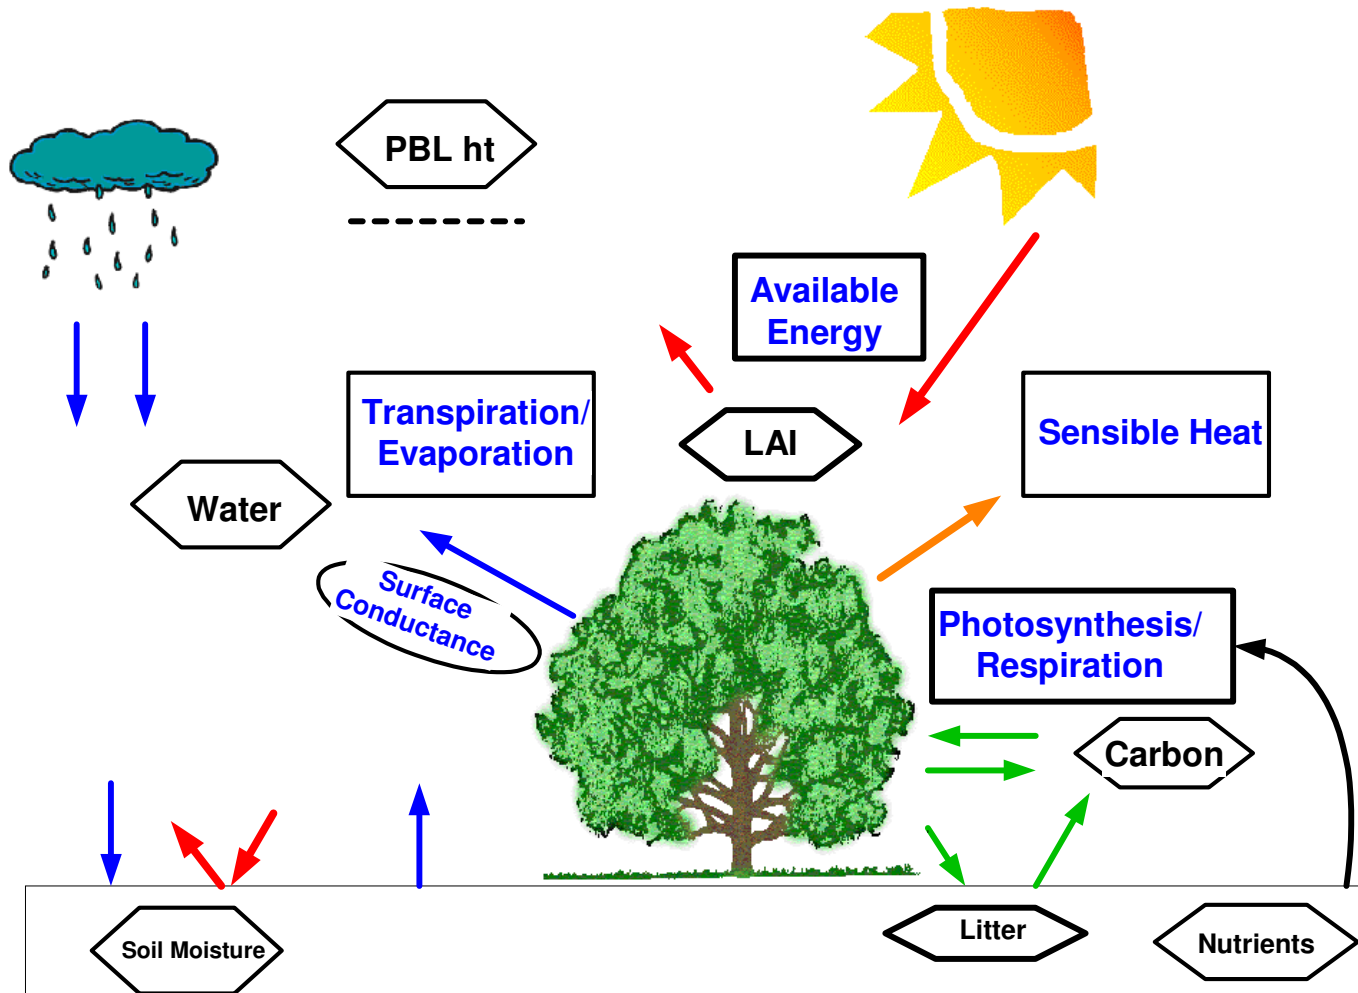 PBL ht
Available
Energy
Transpiration/
Evaporation
LAI
Sensible Heat
Water
Surface
Conductance
Photosynthesis/
Respiration
Carbon
Soil Moisture
Litter
Nutrients